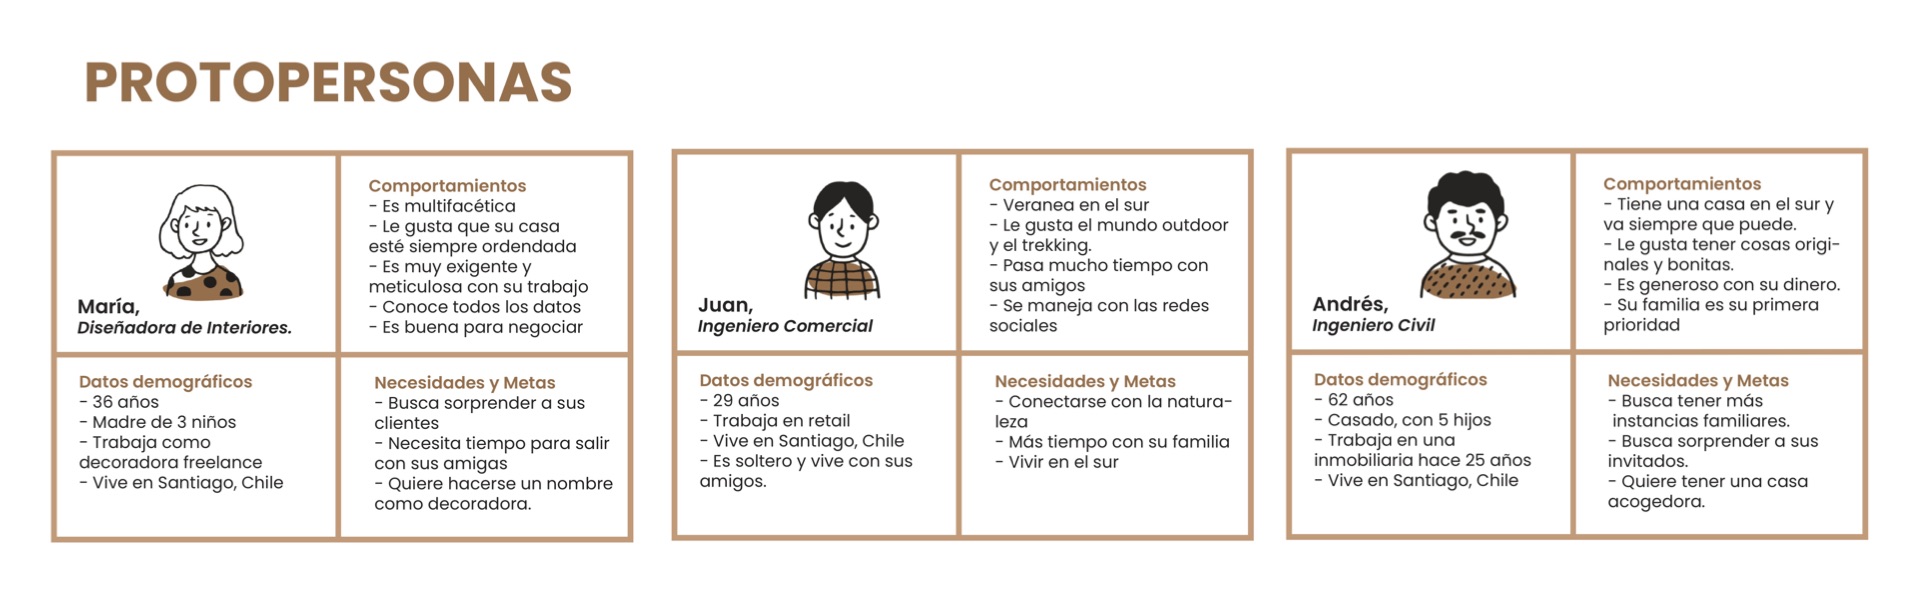 PROTOPERSONAS
María,
Diseñadora de Interiores.
Comportamientos
- Es multifacética
- Le gusta que su casa
esté siempre ordendada
- Es muy exigente y
meticulosa con su trabajo
- Conoce todos los datos
- Es buena para negociar
Datos demográficos
- 36 años
- Madre de 3 niños
- Trabaja como
decoradora freelance
- Vive en Santiago, Chile
Necesidades y Metas
- Busca sorprender a sus
clientes
- Necesita tiempo para salir
con sus amigas
- Quiere hacerse un nombre
como decoradora.
Juan,
Ingeniero Comercial
Comportamientos
- Veranea en el sur
- Le gusta el mundo outdoor
y el trekking.
- Pasa mucho tiempo con
sus amigos
- Se maneja con las redes
sociales
Datos demográficos
- 29 años
- Trabaja en retail
- Vive en Santiago, Chile
- Es soltero y vive con sus
amigos.
Necesidades y Metas
- Conectarse con la natura-
leza
- Más tiempo con su familia
- Vivir en el sur
Andrés,
Ingeniero Civil
Comportamientos
- Tiene una casa en el sur y
va siempre que puede.
- Le gusta tener cosas origi-
nales y bonitas.
- Es generoso con su dinero.
- Su familia es su primera
prioridad
Datos demográficos
- 62 años
- Casado, con 5 hijos
- Trabaja en una
inmobiliaria hace 25 años
- Vive en Santiago, Chile
Necesidades y Metas
- Busca tener más
instancias familiares.
- Busca sorprender a sus
invitados.
- Quiere tener una casa
acogedora.